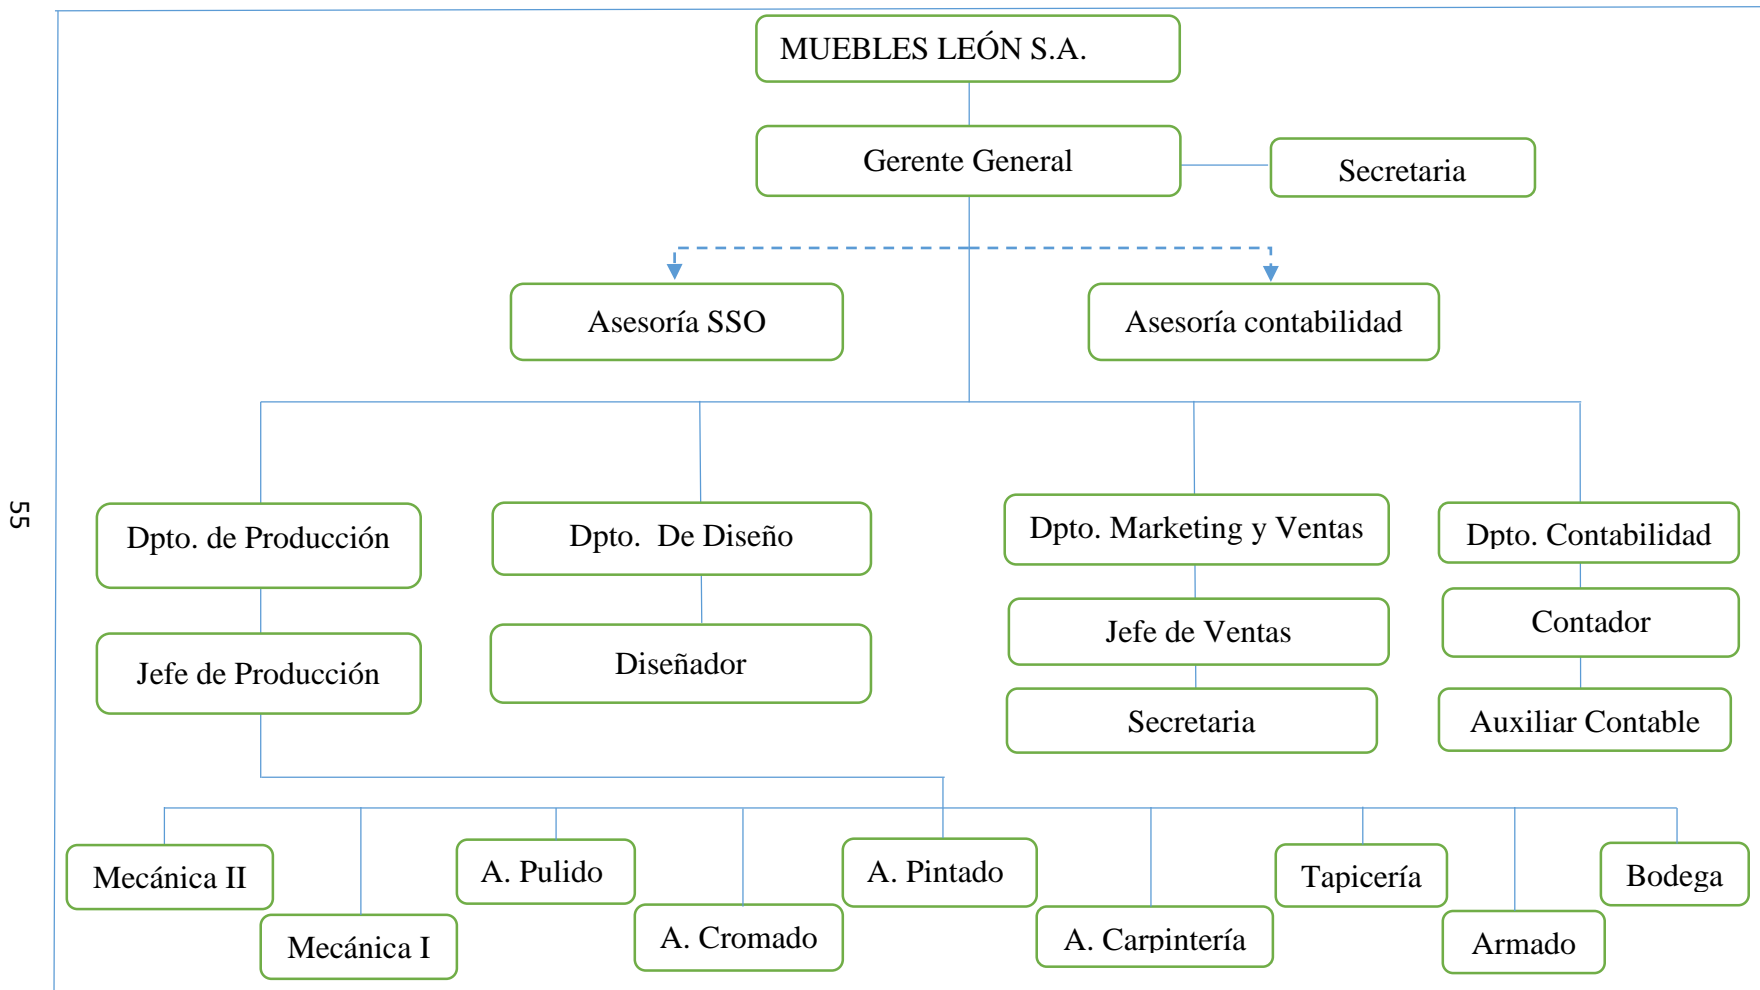 MUEBLES LEÓN S.A.
Gerente General
Secretaria
Asesoría SSO
Asesoría contabilidad
Dpto. de Producción
Dpto. De Diseño
Dpto. Marketing y Ventas
Dpto. Contabilidad
Jefe de Producción
Diseñador
Jefe de Ventas
Contador
Secretaria
Auxiliar Contable
Mecánica II
Mecánica I
A. Pulido
A. Cromado
A. Pintado
A. Carpintería
Tapicería
Armado
Bodega
55